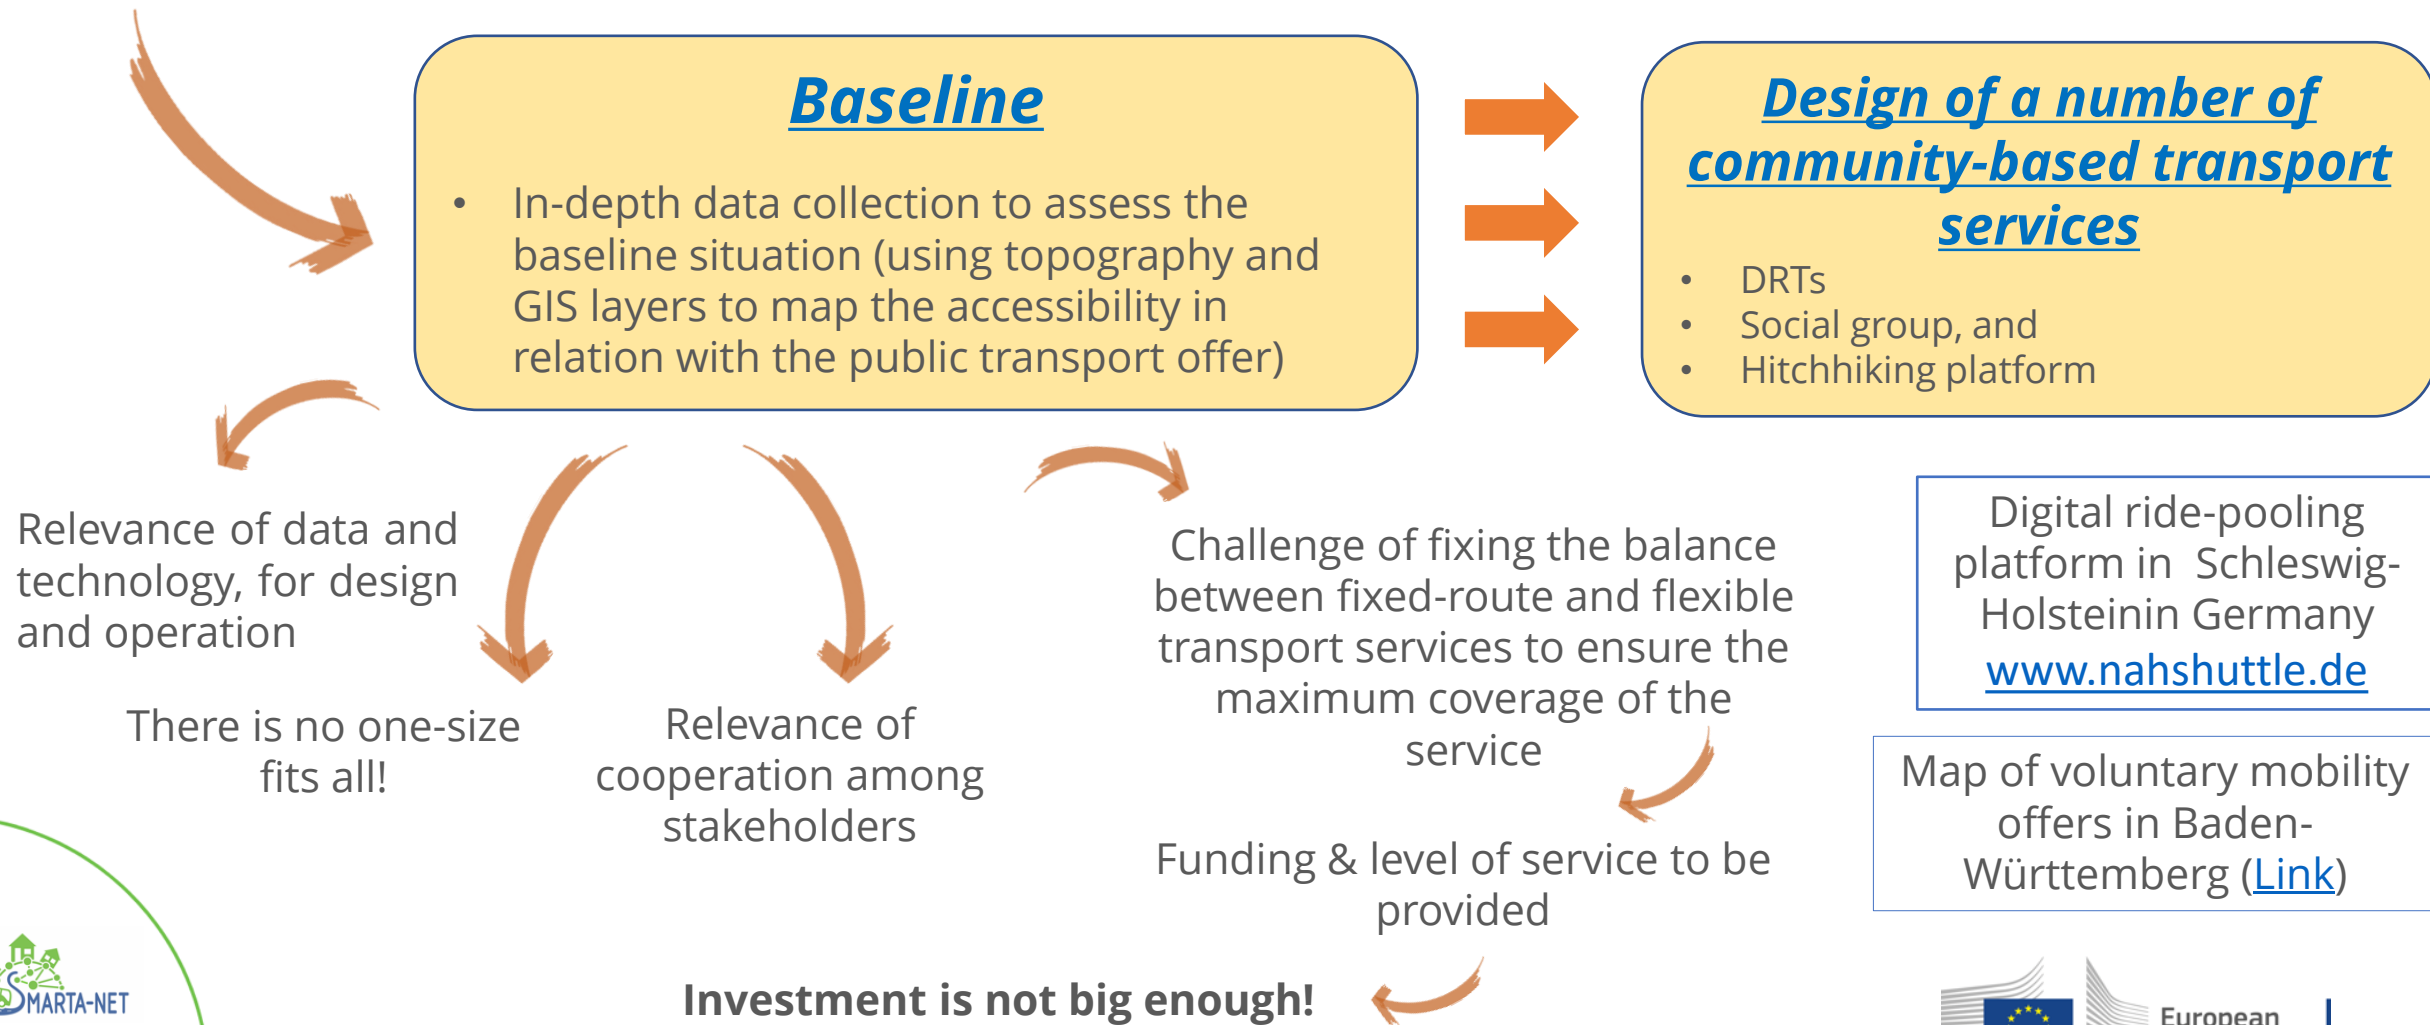 Baseline
• In-depth data collection to assess the
baseline situation (using topography and
GIS layers to map the accessibility in
relation with the public transport offer)
Design of a number of
community-based transport
services
• DRTs
• Social group, and
• Hitchhiking platform
Relevance of data and
technology, for design
and operation
There is no one-size
fits all!
Relevance of
cooperation among
stakeholders
Challenge of fixing the balance
between fixed-route and flexible
transport services to ensure the
maximum coverage of the
service
Funding & level of service to be
provided
Investment is not big enough!
Digital ride-pooling
platform in  Schleswig-
Holsteinin Germany
www.nahshuttle.de
Map of voluntary mobility
offers in Baden-
Württemberg (Link)
SMARTA-NET
European